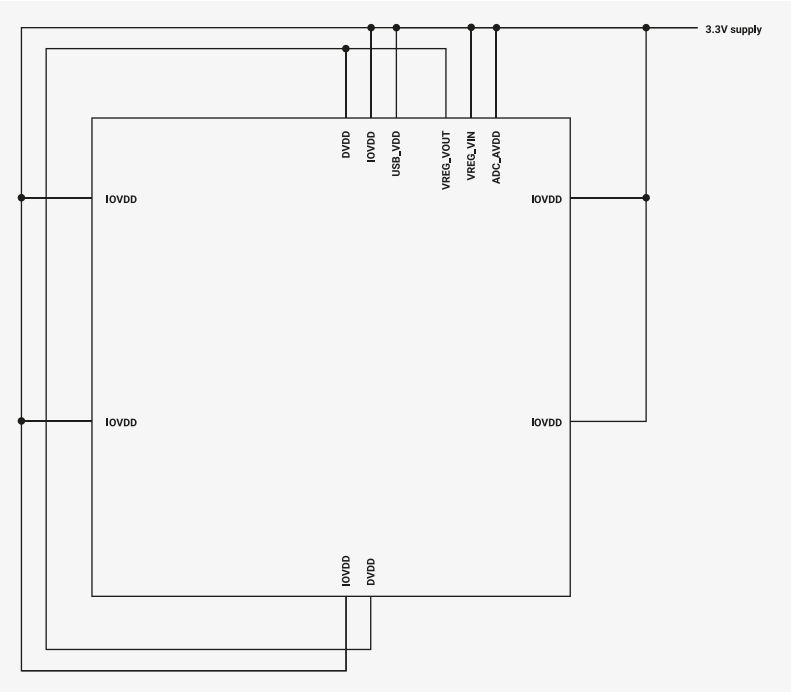 3.3V supply
DVDD
IOVDD
USB_VDD
VREG_VOUT
VREG_VIN
ADC_AVDD
IOVDD
IOVDD
IOVDD
IOVDD
IOVDD
DVDD